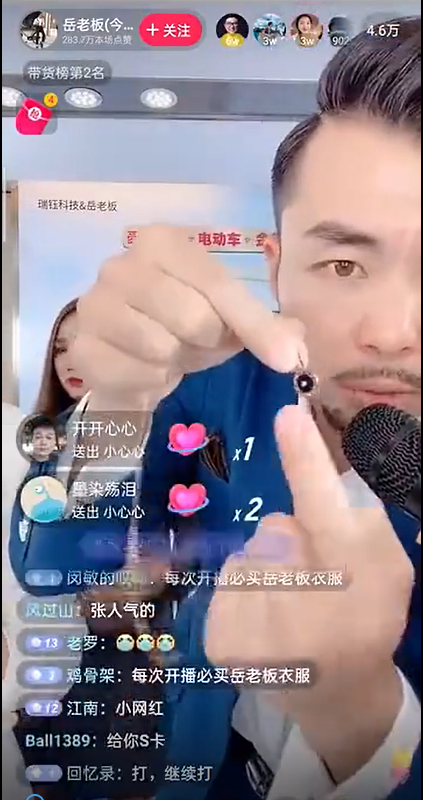 岳老板(今...
283.7万本场点赞
+ 关注
6w
3w
3w
902
4.6万
带货榜第2名
4
瑞钰科技&岳老板
电动车
开开心心
送出 小心心
x1
墨染殇泪
送出 小心心
x2
每次开播必买岳老板衣服
风过山: 张人气的
13 老罗:
3 鸡骨架: 每次开播必买岳老板衣服
12 江南: 小网红
Ball1389: 给你S卡
回忆录: 打，继续打